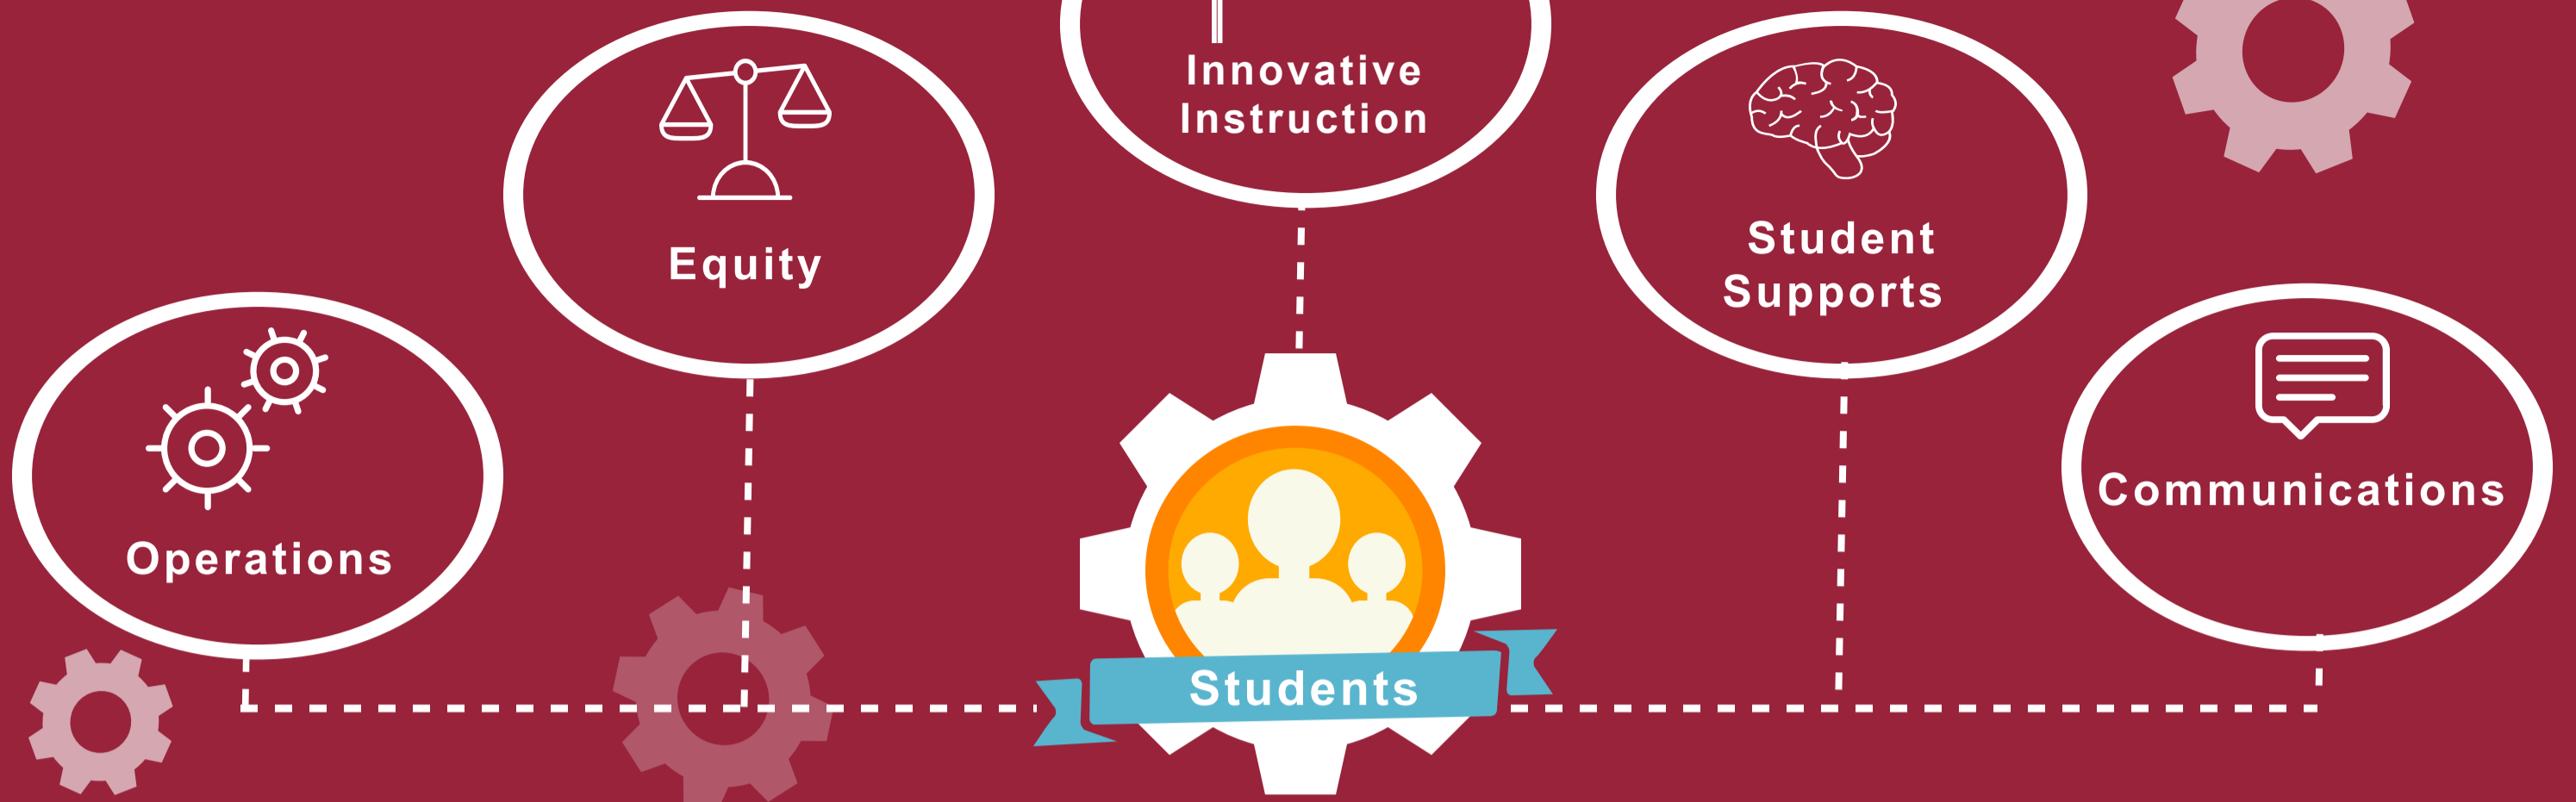 Innovative
Instruction
Equity
Student
Supports
Operations
Communications
Students